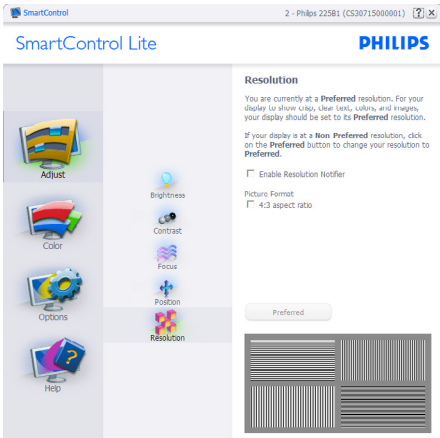 SmartControl
2 - Philips 225B1 (CS30715000001)
SmartControl Lite
PHILIPS
Adjust
Color
Options
Help
Brightness
Contrast
Focus
Position
Resolution
Resolution
You are currently at a Preferred resolution. For your
display to show crisp, clear text, colors, and images,
your display should be set to its Preferred resolution.
If your display is at a Non Preferred resolution, click
on the Preferred button to change your resolution to
Preferred.
Enable Resolution Notifier
Picture Format
4:3 aspect ratio
Preferred